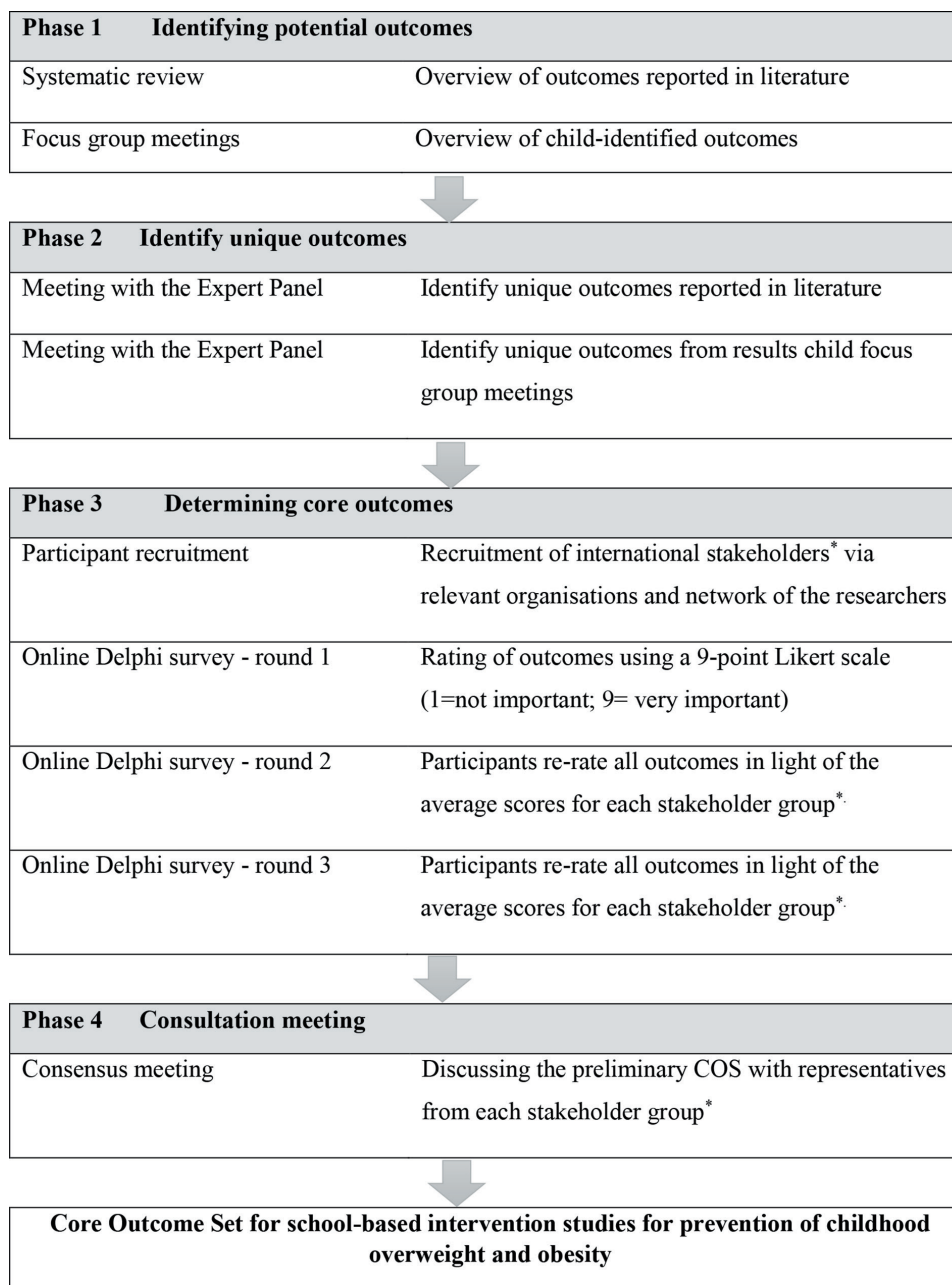 Phase 1 Identifying potential outcomes
Systematic review Overview of outcomes reported in literature
Focus group meetings Overview of child-identified outcomes
Phase 2 Identify unique outcomes
Meeting with the Expert Panel Identify unique outcomes reported in literature
Meeting with the Expert Panel Identify unique outcomes from results child focus
group meetings
Phase 3 Determining core outcomes
Participant recruitment Recruitment of international stakeholders* via
relevant organisations and network of the researchers
Online Delphi survey - round 1 Rating of outcomes using a 9-point Likert scale
(1=not important; 9= very important)
Online Delphi survey - round 2 Participants re-rate all outcomes in light of the
average scores for each stakeholder group*.
Online Delphi survey - round 3 Participants re-rate all outcomes in light of the
average scores for each stakeholder group*.
Phase 4 Consultation meeting
Consensus meeting Discussing the preliminary COS with representatives
from each stakeholder group*
Core Outcome Set for school-based intervention studies for prevention of childhood
overweight and obesity